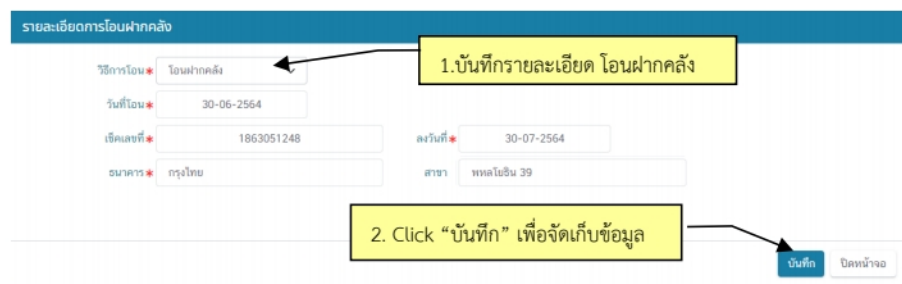 รายละเอียดการโอนฝากคลัง
1.บันทึกรายละเอียด โอนฝากคลัง
วิธีการโอน* โอนฝากคลัง
วันที่โอน* 30-06-2564
เช็คเลขที่* 1863051248 ลงวันที่* 30-07-2564
ธนาคาร* กรุงไทย สาขา พหลโยธิน 39
2. Click “บันทึก” เพื่อจัดเก็บข้อมูล
บันทึก ปิดหน้าจอ